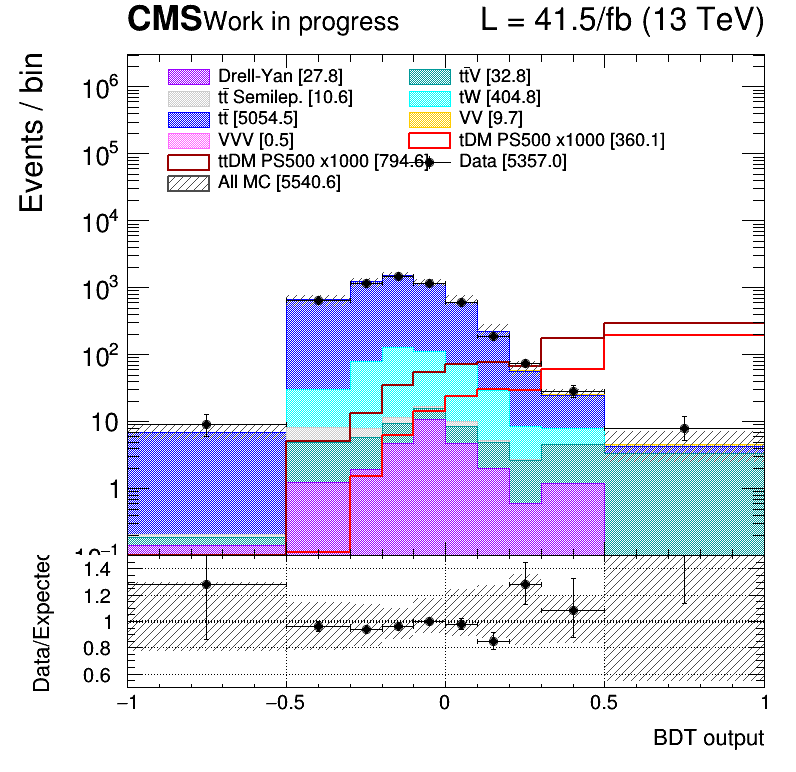 CMS Work in progress L = 41.5/fb (13 TeV)
Events / bin
Drell-Yan [27.8] tt̄V [32.8]
tt̄ Semilep. [10.6] tW [404.8]
tt̄ [5054.5] VV [9.7]
VVV [0.5] tDM PS500 x1000 [360.1]
ttDM PS500 x1000 [794.6] Data [5357.0]
All MC [5540.6]
10⁶
10⁵
10⁴
10³
10²
10
1
10⁻¹
Data/Expected
1.4
1.2
1
0.8
0.6
−1 −0.5 0 0.5 1
BDT output